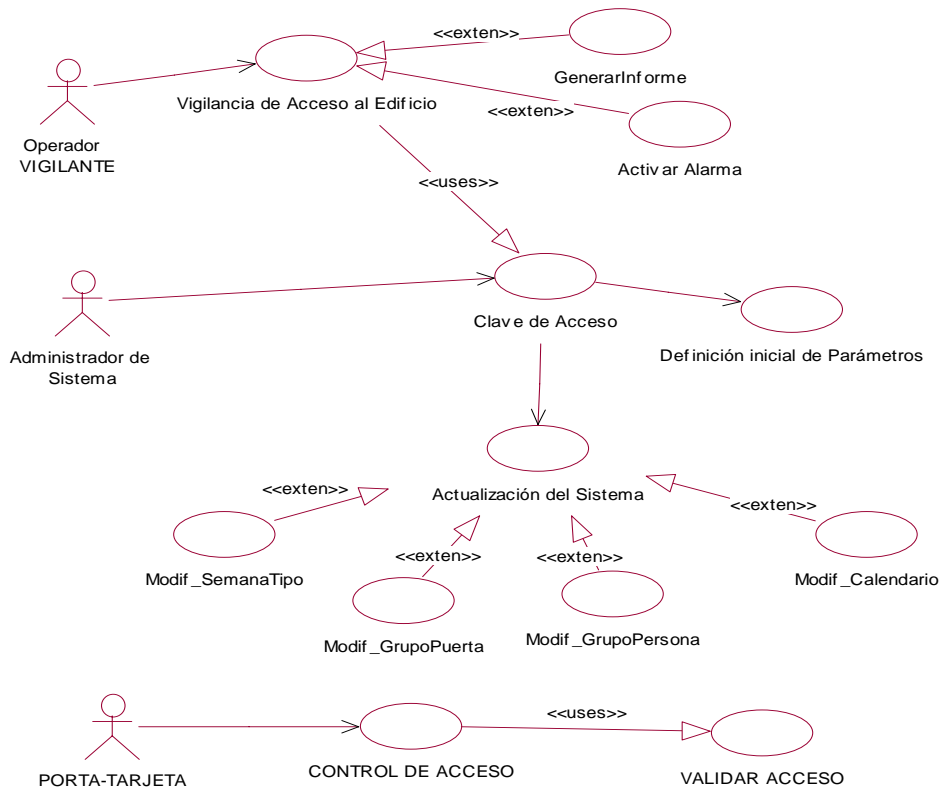 <<exten>>
GenerarInforme
Vigilancia de Acceso al Edificio
<<exten>>
Operador
VIGILANTE
Activar Alarma
<<uses>>
Clave de Acceso
Administrador de
Sistema
Definición inicial de Parámetros
<<exten>>
Actualización del Sistema
<<exten>>
<<exten>>
<<exten>>
Modif_SemanaTipo
Modif_Calendario
Modif_GrupoPuerta
Modif_GrupoPersona
<<uses>>
PORTA-TARJETA
CONTROL DE ACCESO
VALIDAR ACCESO